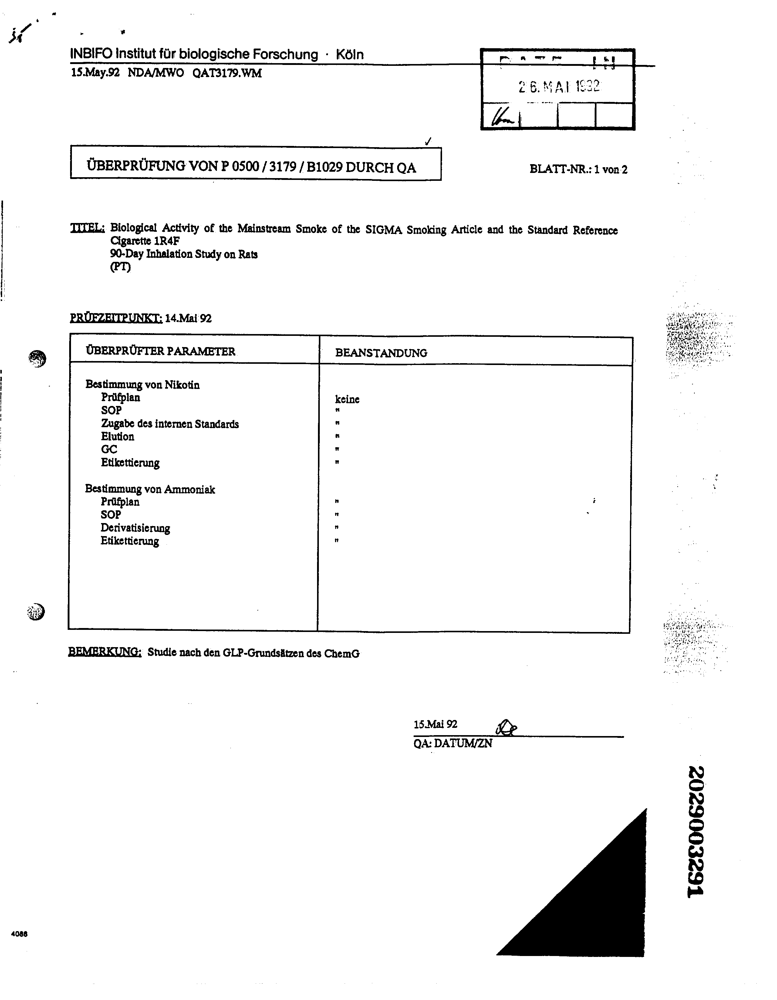 INBIFO Institut für biologische Forschung · Köln
15.May.92 NDA/MWO QAT3179.WM
26. MAI 1992
ÜBERPRÜFUNG VON P 0500 / 3179 / B1029 DURCH QA
BLATT-NR.: 1 von 2
TITEL: Biological Activity of the Mainstream Smoke of the SIGMA Smoking Article and the Standard Reference
Cigarette 1R4F
90-Day Inhalation Study on Rats
(PT)
PRÜFZEITPUNKT: 14.Mai 92
ÜBERPRÜFTER PARAMETER BEANSTANDUNG
Bestimmung von Nikotin
Prüfplan keine
SOP "
Zugabe des internen Standards "
Elution "
GC "
Etikettierung "
Bestimmung von Ammoniak
Prüfplan "
SOP "
Derivatisierung "
Etikettierung "
BEMERKUNG: Studie nach den GLP-Grundsätzen des ChemG
15.Mai 92
QA: DATUM/ZN
2029003291
4088